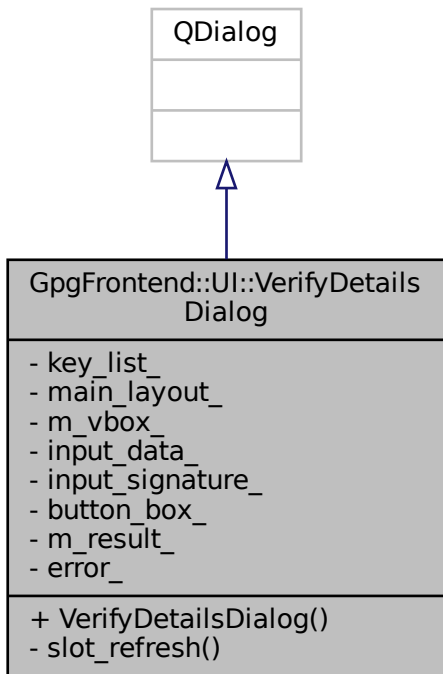 QDialog
GpgFrontend::UI::VerifyDetails
Dialog
- key_list_
- main_layout_
- m_vbox_
- input_data_
- input_signature_
- button_box_
- m_result_
- error_
+ VerifyDetailsDialog()
- slot_refresh()